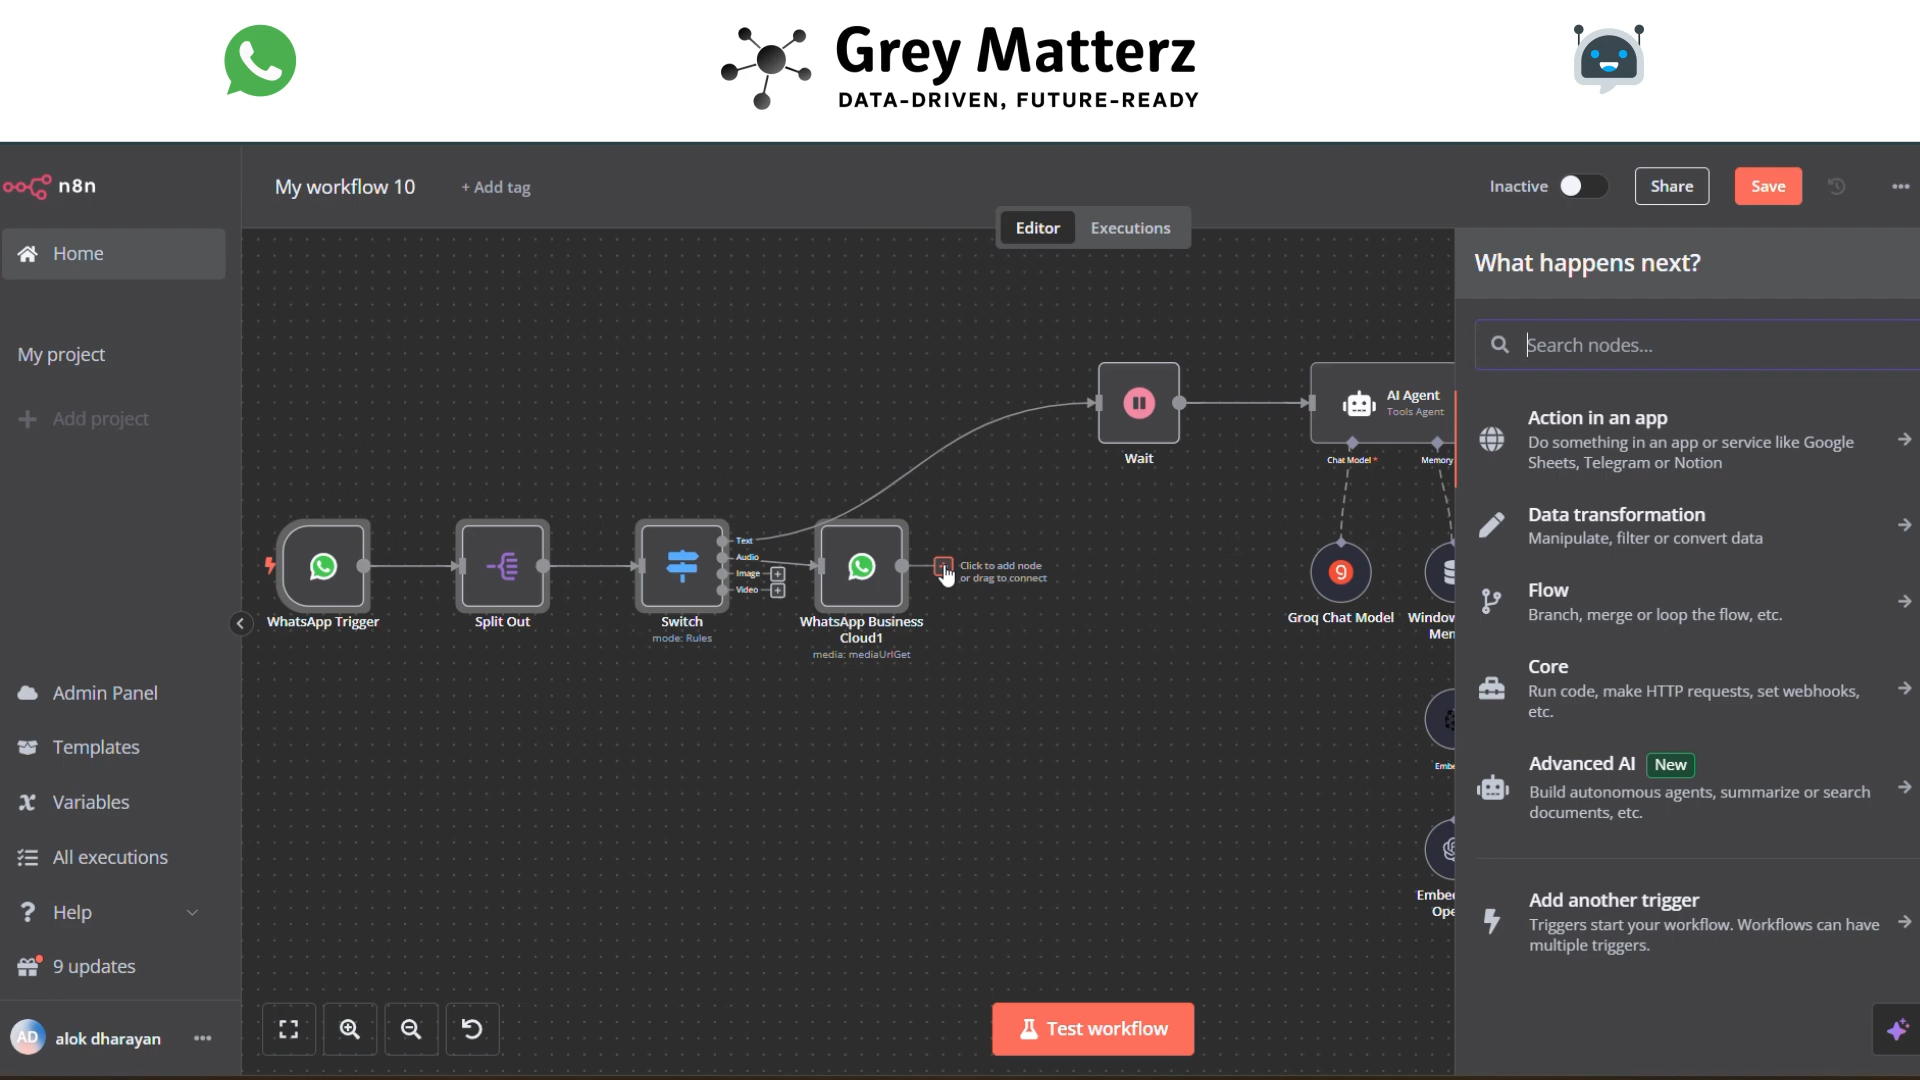 Grey Matterz
DATA-DRIVEN, FUTURE-READY
n8n
My workflow 10
+ Add tag
Inactive
Share
Save
Editor
Executions
Home
My project
Add project
Admin Panel
Templates
Variables
All executions
Help
9 updates
AD
alok dharayan
WhatsApp Trigger
Split Out
Switch
mode: Rules
Text
Audio
Image
Video
WhatsApp Business
Cloud1
media: mediaUrlGet
Click to add node
or drag to connect
Wait
AI Agent
Tools Agent
Chat Model *
Memory
Groq Chat Model
Window
Mem
Embe
Embe
Ope
Test workflow
What happens next?
Search nodes...
Action in an app
Do something in an app or service like Google
Sheets, Telegram or Notion
Data transformation
Manipulate, filter or convert data
Flow
Branch, merge or loop the flow, etc.
Core
Run code, make HTTP requests, set webhooks,
etc.
Advanced AI New
Build autonomous agents, summarize or search
documents, etc.
Add another trigger
Triggers start your workflow. Workflows can have
multiple triggers.